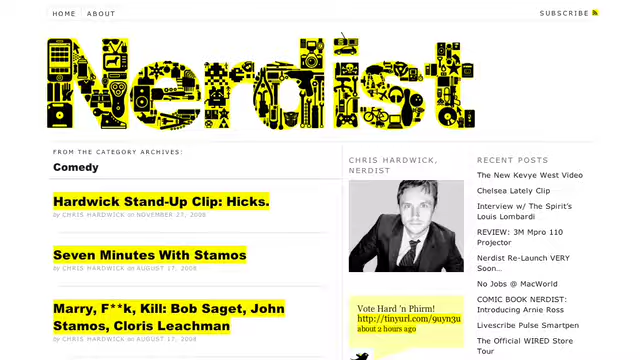 HOME ABOUT
SUBSCRIBE
Nerdist
FROM THE CATEGORY ARCHIVES:
Comedy
Hardwick Stand-Up Clip: Hicks.
by CHRIS HARDWICK on NOVEMBER 27, 2008
Seven Minutes With Stamos
by CHRIS HARDWICK on AUGUST 17, 2008
Marry, F**k, Kill: Bob Saget, John
Stamos, Cloris Leachman
by CHRIS HARDWICK on AUGUST 17, 2008
CHRIS HARDWICK,
NERDIST
Vote Hard 'n Phirm!
http://tinyurl.com/9uyn3u
about 2 hours ago
RECENT POSTS
The New Kevye West Video
Chelsea Lately Clip
Interview w/ The Spirit's
Louis Lombardi
REVIEW: 3M Mpro 110
Projector
Nerdist Re-Launch VERY
Soon...
No Jobs @ MacWorld
COMIC BOOK NERDIST:
Introducing Arnie Ross
Livescribe Pulse Smartpen
The Official WIRED Store
Tour